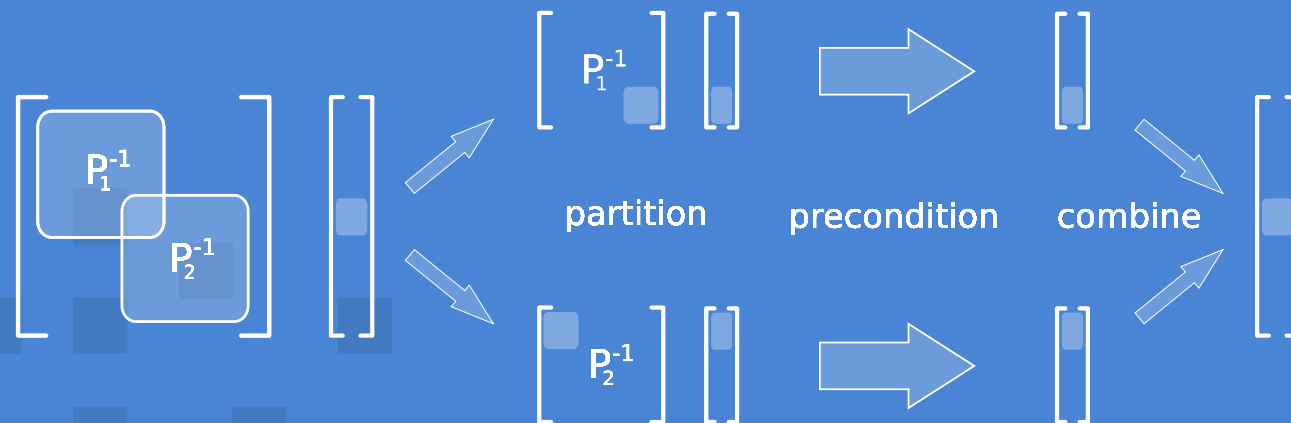 P₁⁻¹
P₂⁻¹
P₁⁻¹
partition
precondition
combine
P₂⁻¹